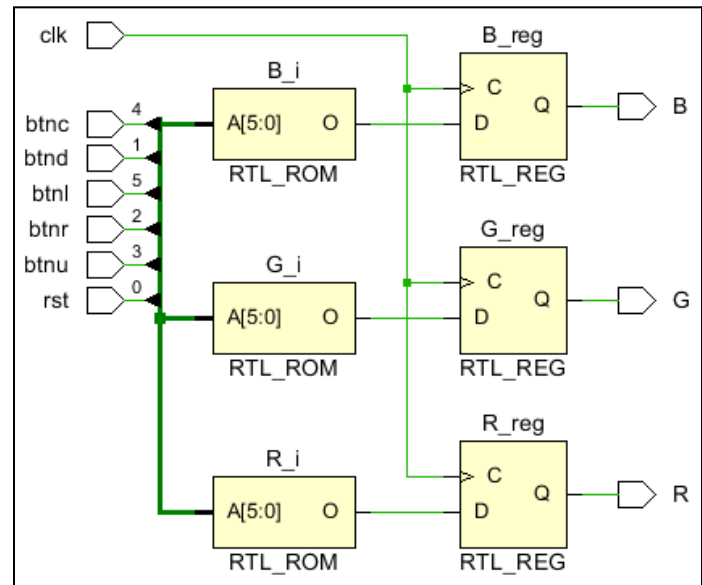 clk
B_reg
B_i
C
Q
B
btnc
4
A[5:0]
O
D
btnd
1
RTL_ROM
RTL_REG
btnl
5
btnr
2
G_reg
btnu
3
G_i
rst
0
C
Q
G
A[5:0]
O
D
RTL_ROM
RTL_REG
R_reg
R_i
C
Q
R
A[5:0]
O
D
RTL_ROM
RTL_REG